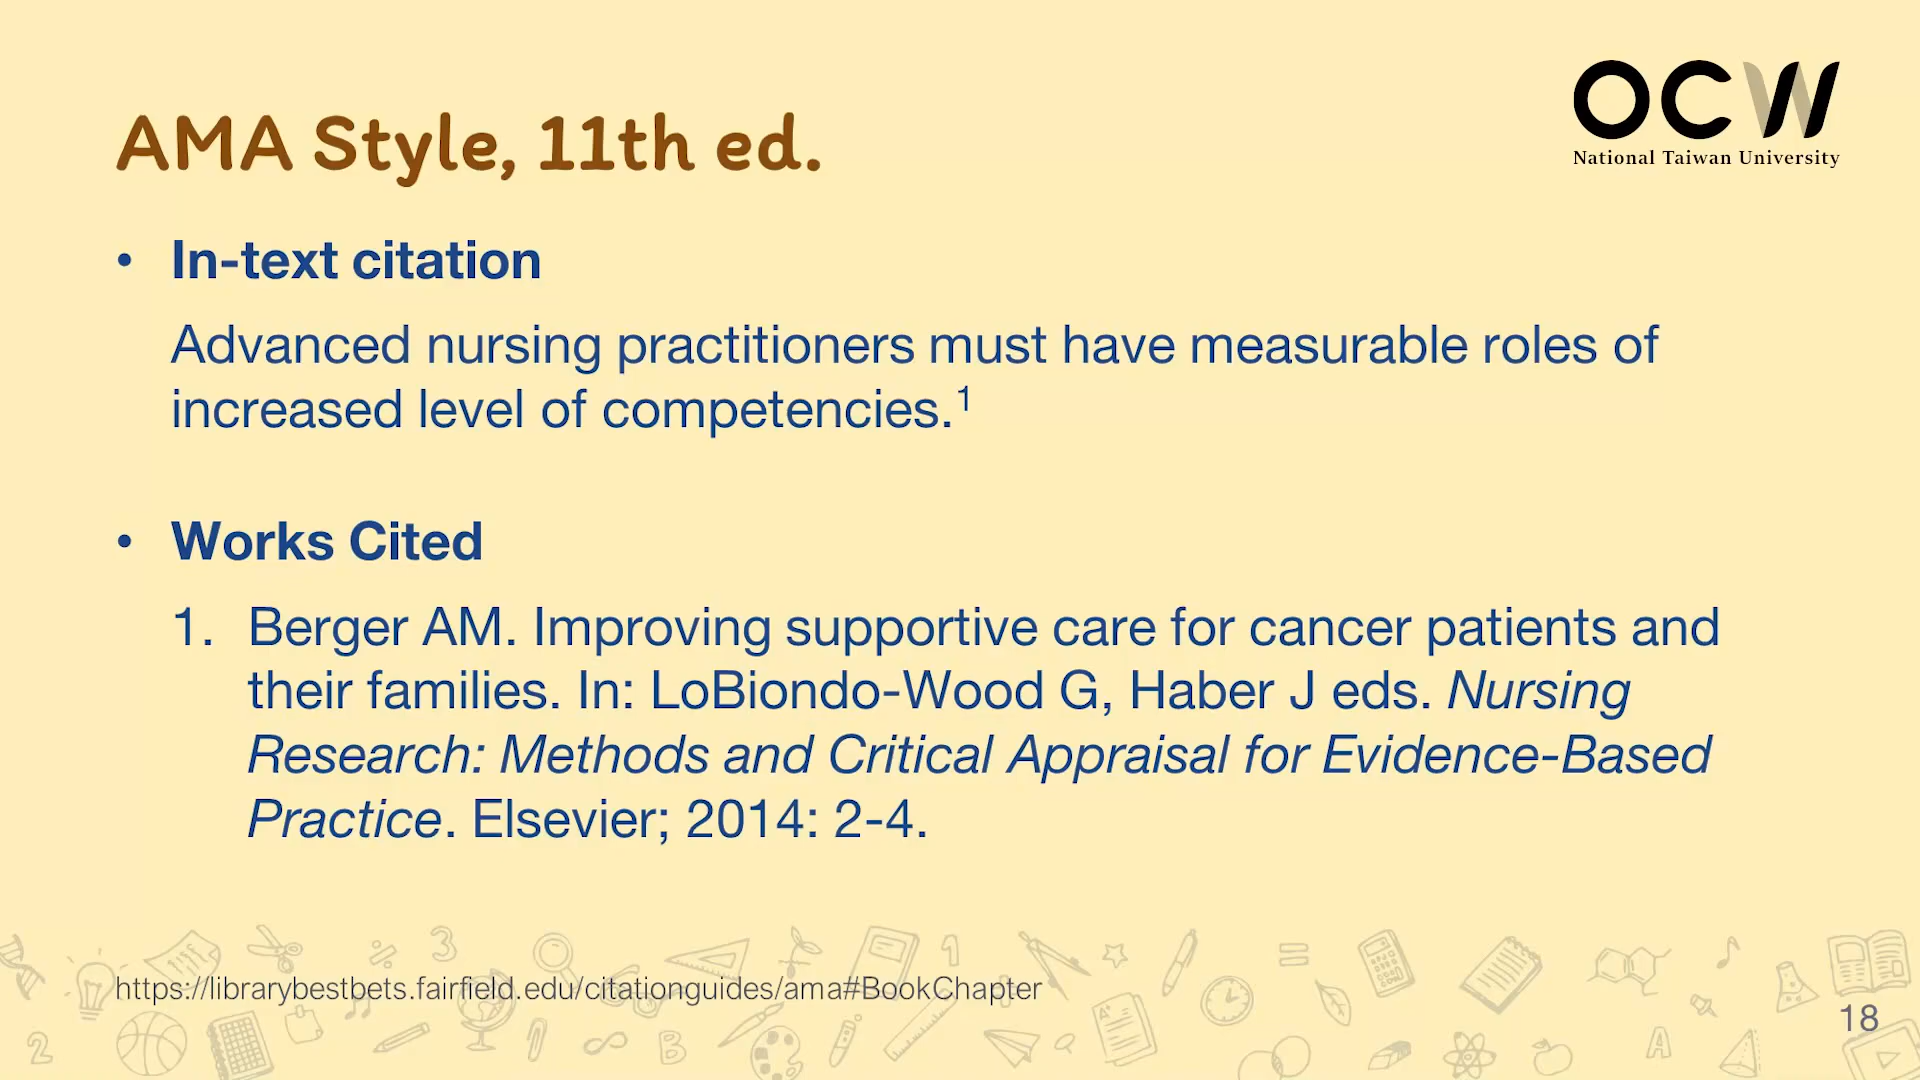 OCW
National Taiwan University
AMA Style, 11th ed.
• In-text citation
Advanced nursing practitioners must have measurable roles of
increased level of competencies.¹
• Works Cited
1. Berger AM. Improving supportive care for cancer patients and
their families. In: LoBiondo-Wood G, Haber J eds. Nursing
Research: Methods and Critical Appraisal for Evidence-Based
Practice. Elsevier; 2014: 2-4.
https://librarybestbets.fairfield.edu/citationguides/ama#BookChapter
18